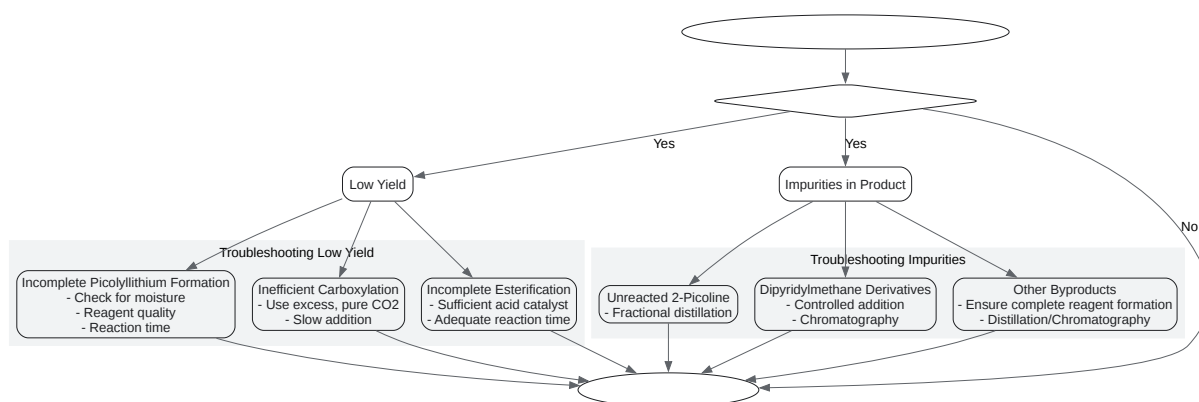 Yes
Yes
Low Yield
Impurities in Product
No
Troubleshooting Low Yield
Troubleshooting Impurities
Incomplete Picolyllithium Formation
- Check for moisture
- Reagent quality
- Reaction time
Inefficient Carboxylation
- Use excess, pure CO2
- Slow addition
Incomplete Esterification
- Sufficient acid catalyst
- Adequate reaction time
Unreacted 2-Picoline
- Fractional distillation
Dipyridylmethane Derivatives
- Controlled addition
- Chromatography
Other Byproducts
- Ensure complete reagent formation
- Distillation/Chromatography